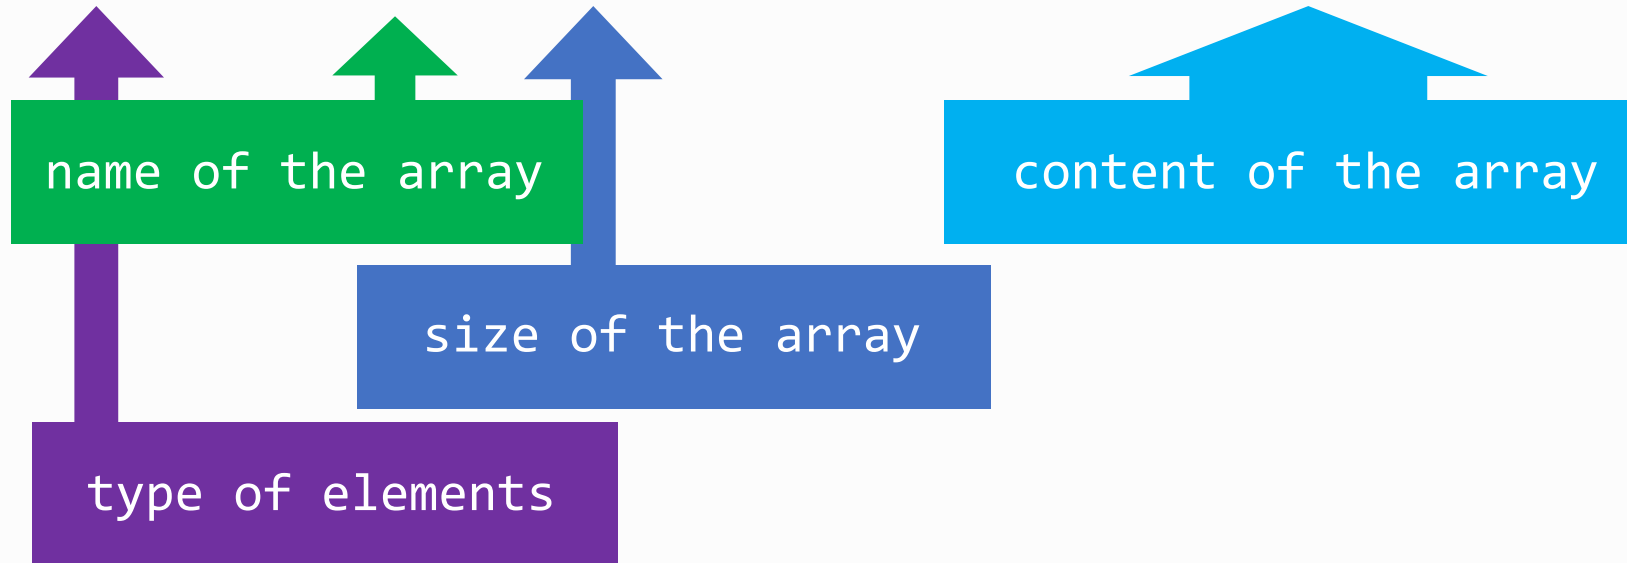 name of the array
content of the array
size of the array
type of elements